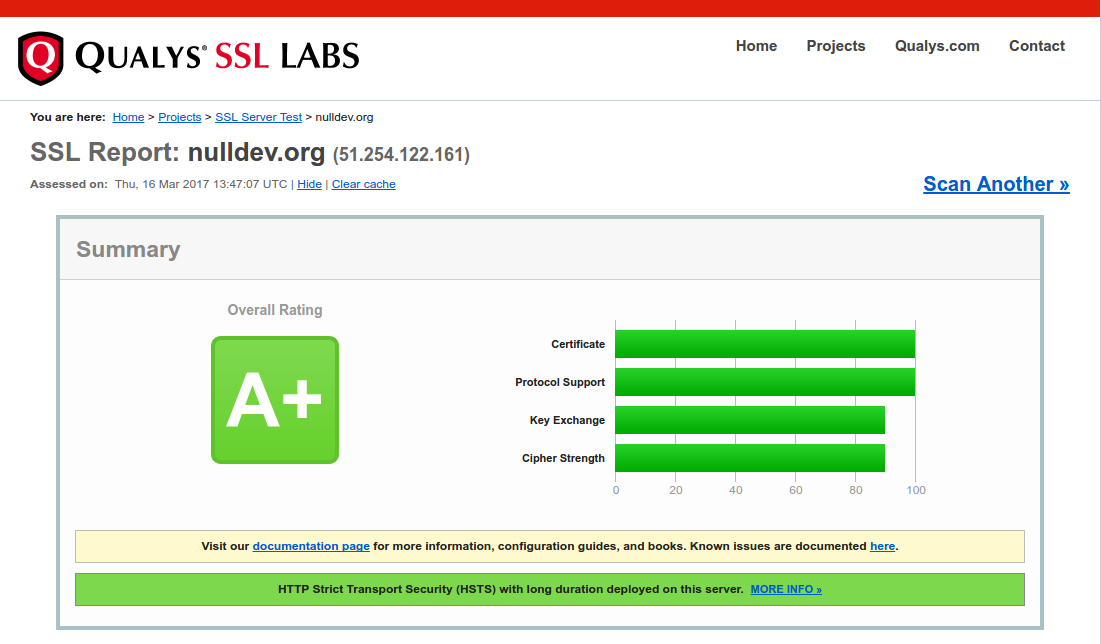 QUALYS® SSL LABS
Home Projects Qualys.com Contact
You are here: Home > Projects > SSL Server Test > nulldev.org
SSL Report: nulldev.org (51.254.122.161)
Assessed on: Thu, 16 Mar 2017 13:47:07 UTC | Hide | Clear cache
Scan Another »
Summary
Overall Rating
A+
Certificate
Protocol Support
Key Exchange
Cipher Strength
0 20 40 60 80 100
Visit our documentation page for more information, configuration guides, and books. Known issues are documented here.
HTTP Strict Transport Security (HSTS) with long duration deployed on this server. MORE INFO »